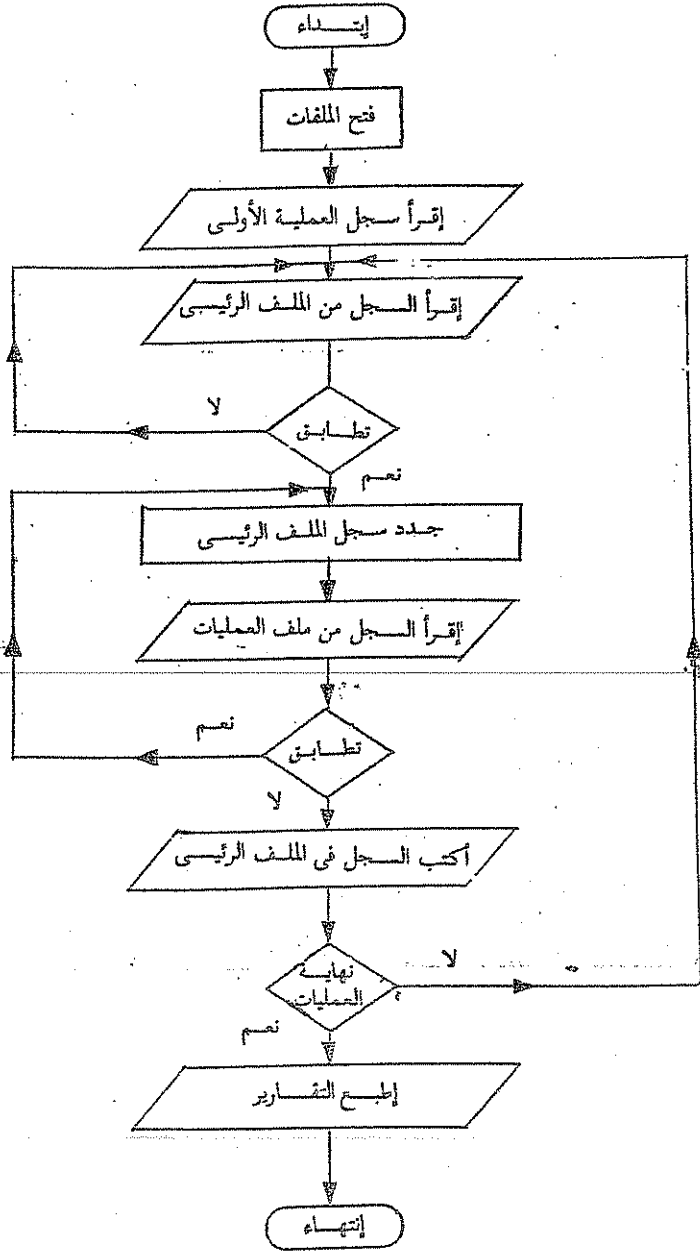 إبتداء
فتح الملفات
إقرأ سجل العملية الأولى
إقرأ السجل من الملف الرئيسى
تطابق
لا
نعم
جدد سجل الملف الرئيسى
إقرأ السجل من ملف العمليات
تطابق
نعم
لا
أكتب السجل فى الملف الرئيسى
نهاية
العمليات
لا
نعم
إطبع التقارير
إنتهاء